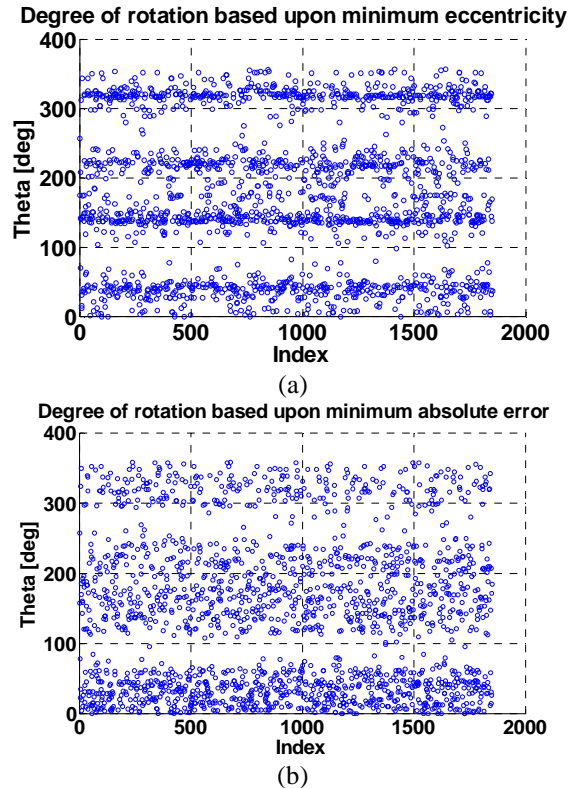 Degree of rotation based upon minimum eccentricity
400
300
200
100
0
Theta [deg]
0 500 1000 1500 2000
Index
(a)
Degree of rotation based upon minimum absolute error
400
300
200
100
0
Theta [deg]
0 500 1000 1500 2000
Index
(b)